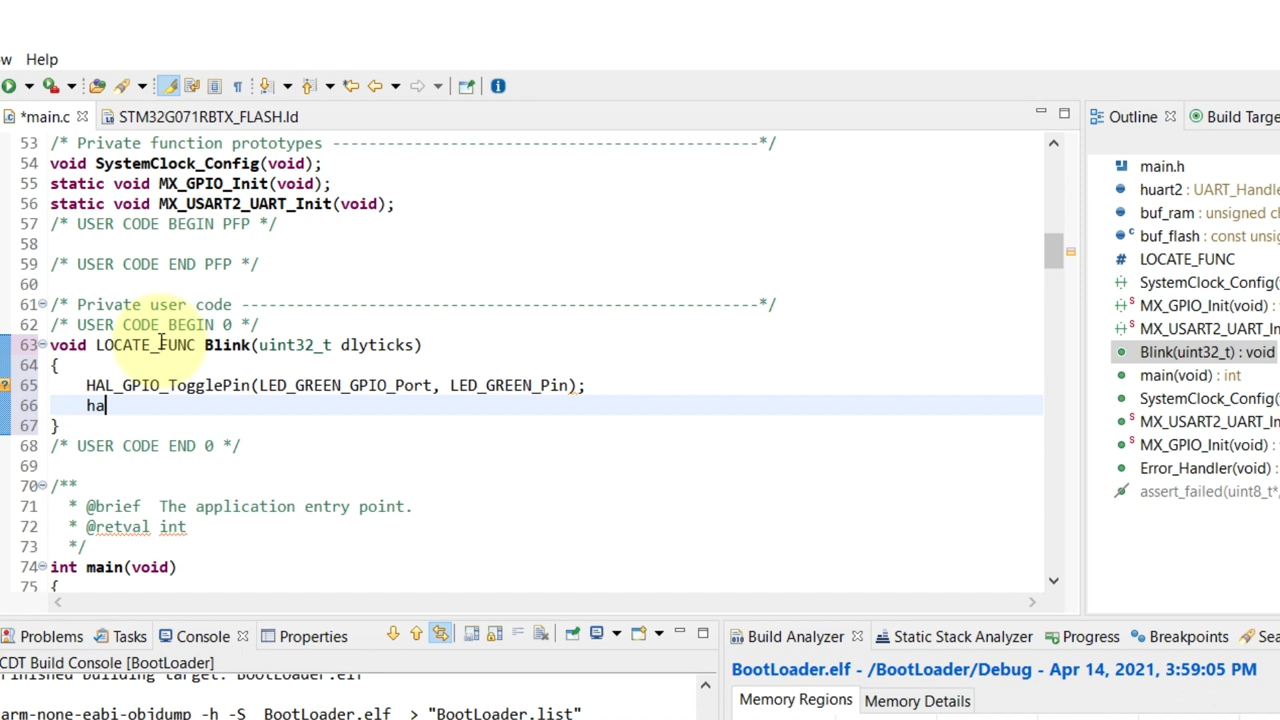 w Help
*main.c STM32G071RBTX_FLASH.ld
53 /* Private function prototypes -----------------------------------------------*/
54 void SystemClock_Config(void);
55 static void MX_GPIO_Init(void);
56 static void MX_USART2_UART_Init(void);
57 /* USER CODE BEGIN PFP */
58
59 /* USER CODE END PFP */
60
61 /* Private user code ---------------------------------------------------------*/
62 /* USER CODE BEGIN 0 */
63 void LOCATE_FUNC Blink(uint32_t dlyticks)
64 {
65 HAL_GPIO_TogglePin(LED_GREEN_GPIO_Port, LED_GREEN_Pin);
66 ha
67 }
68 /* USER CODE END 0 */
69
70 /**
71 * @brief The application entry point.
72 * @retval int
73 */
74 int main(void)
75 {
Outline Build Targe
main.h
huart2 : UART_Handle
buf_ram : unsigned ch
buf_flash : const unsig
LOCATE_FUNC
SystemClock_Config(
MX_GPIO_Init(void) :
MX_USART2_UART_In
Blink(uint32_t) : void
main(void) : int
SystemClock_Config(
MX_USART2_UART_In
MX_GPIO_Init(void) :
Error_Handler(void) :
assert_failed(uint8_t*,
Problems Tasks Console Properties
CDT Build Console [BootLoader]
Finished building target: BootLoader.elf
arm-none-eabi-objdump -h -S BootLoader.elf > "BootLoader.list"
Build Analyzer Static Stack Analyzer Progress Breakpoints Sea
BootLoader.elf - /BootLoader/Debug - Apr 14, 2021, 3:59:05 PM
Memory Regions Memory Details